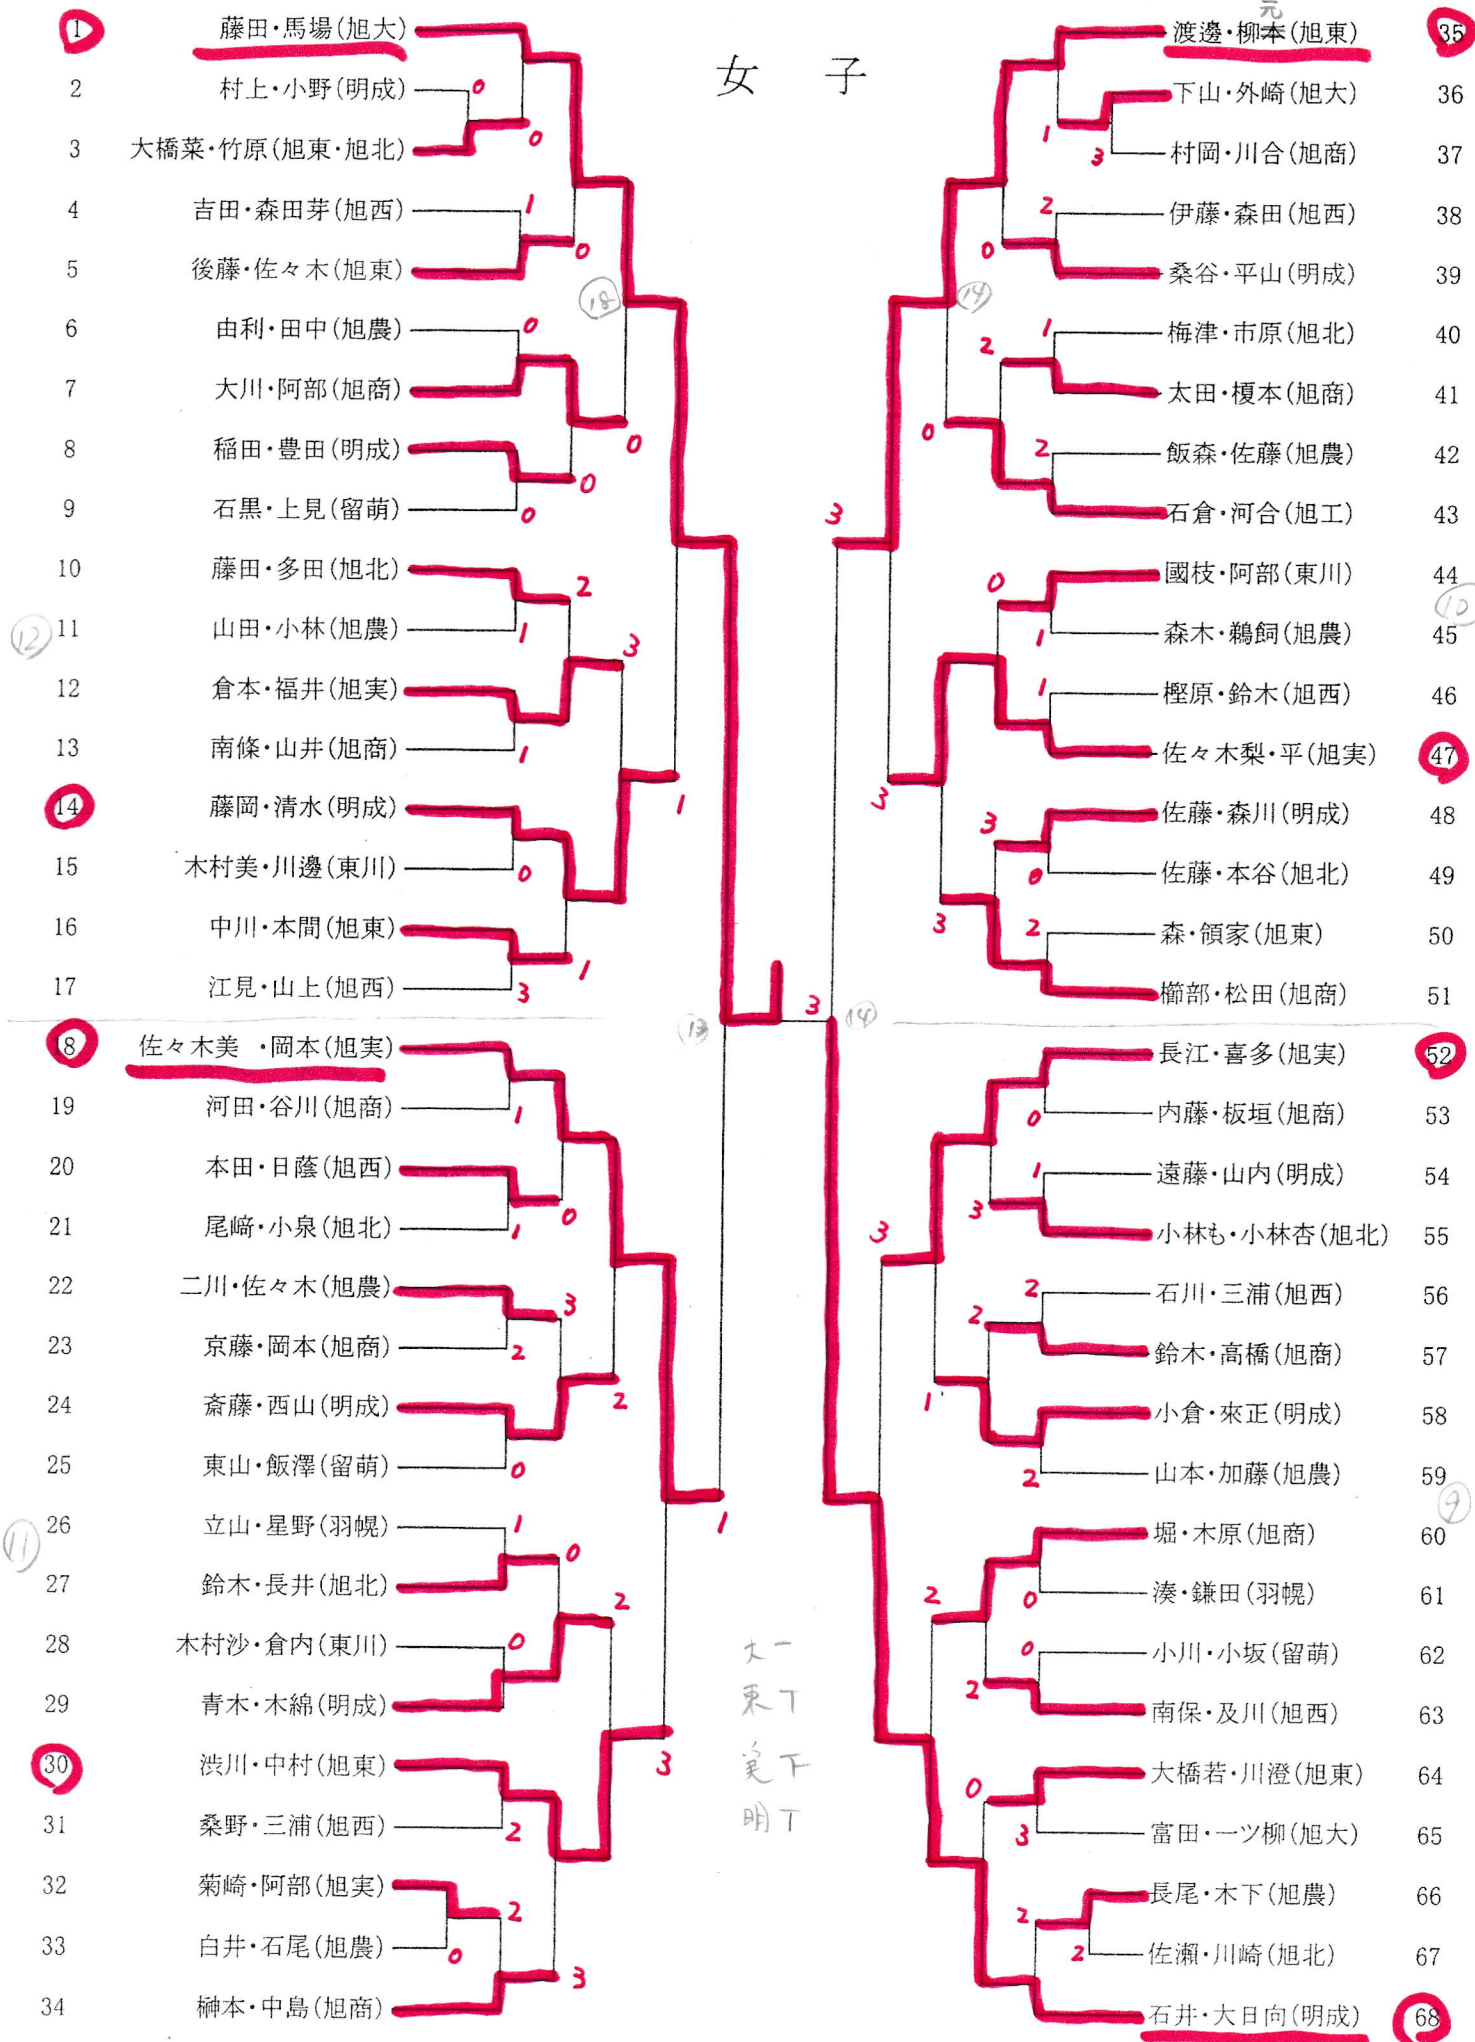 女 子
1 藤田・馬場(旭大)
2 村上・小野(明成)
3 大橋菜・竹原(旭東・旭北)
4 吉田・森田芽(旭西)
5 後藤・佐々木(旭東)
6 由利・田中(旭農)
7 大川・阿部(旭商)
8 稲田・豊田(明成)
9 石黒・上見(留萌)
10 藤田・多田(旭北)
11 山田・小林(旭農)
12 倉本・福井(旭実)
13 南條・山井(旭商)
14 藤岡・清水(明成)
15 木村美・川邊(東川)
16 中川・本間(旭東)
17 江見・山上(旭西)
18 佐々木美・岡本(旭実)
19 河田・谷川(旭商)
20 本田・日蔭(旭西)
21 尾﨑・小泉(旭北)
22 二川・佐々木(旭農)
23 京藤・岡本(旭商)
24 斎藤・西山(明成)
25 東山・飯澤(留萌)
26 立山・星野(羽幌)
27 鈴木・長井(旭北)
28 木村沙・倉内(東川)
29 青木・木綿(明成)
30 渋川・中村(旭東)
31 桑野・三浦(旭西)
32 菊崎・阿部(旭実)
33 白井・石尾(旭農)
34 榊本・中島(旭商)
元
渡邊・柳本(旭東) 35
下山・外崎(旭大) 36
村岡・川合(旭商) 37
伊藤・森田(旭西) 38
桑谷・平山(明成) 39
梅津・市原(旭北) 40
太田・榎本(旭商) 41
飯森・佐藤(旭農) 42
石倉・河合(旭工) 43
國枝・阿部(東川) 44
森木・鵜飼(旭農) 45
樫原・鈴木(旭西) 46
佐々木梨・平(旭実) 47
佐藤・森川(明成) 48
佐藤・本谷(旭北) 49
森・領家(旭東) 50
櫛部・松田(旭商) 51
長江・喜多(旭実) 52
内藤・板垣(旭商) 53
遠藤・山内(明成) 54
小林も・小林杏(旭北) 55
石川・三浦(旭西) 56
鈴木・高橋(旭商) 57
小倉・來正(明成) 58
山本・加藤(旭農) 59
堀・木原(旭商) 60
湊・鎌田(羽幌) 61
小川・小坂(留萌) 62
南保・及川(旭西) 63
大橋若・川澄(旭東) 64
富田・一ツ柳(旭大) 65
長尾・木下(旭農) 66
佐瀬・川崎(旭北) 67
石井・大日向(明成) 68